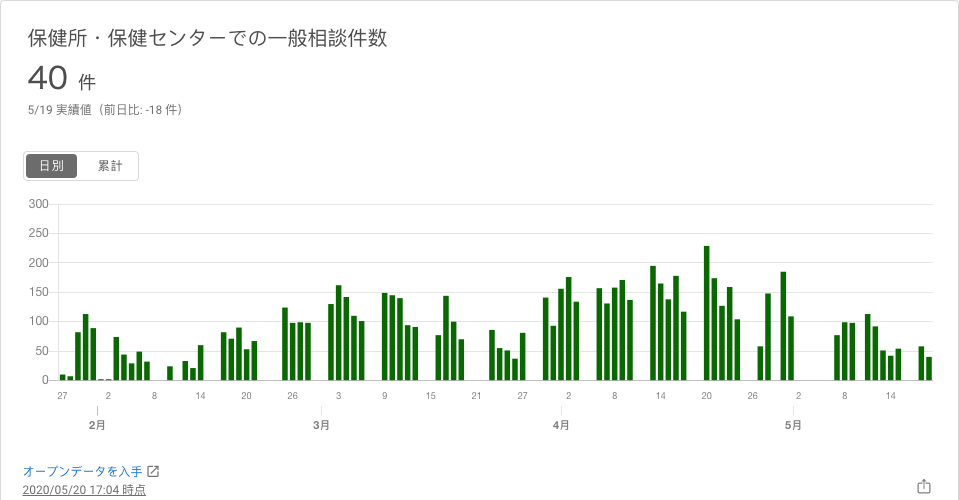 保健所・保健センターでの一般相談件数
40 件
5/19 実績値（前日比: -18 件）
日別 累計
300
250
200
150
100
50
0
27 2 8 14 20 26 3 9 15 21 27 2 8 14 20 26 2 8 14
2月 3月 4月 5月
オープンデータを入手
2020/05/20 17:04 時点